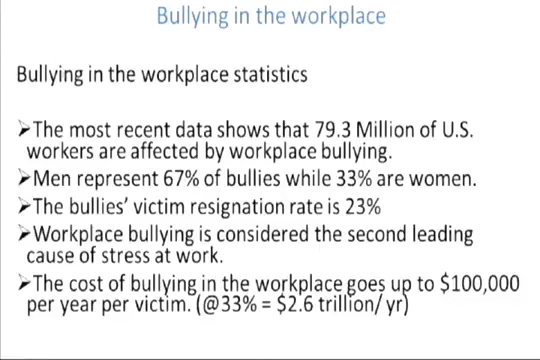 Bullying in the workplace
Bullying in the workplace statistics
➤The most recent data shows that 79.3 Million of U.S.
workers are affected by workplace bullying.
➤Men represent 67% of bullies while 33% are women.
➤The bullies’ victim resignation rate is 23%
➤Workplace bullying is considered the second leading
cause of stress at work.
➤The cost of bullying in the workplace goes up to $100,000
per year per victim. (@33% = $2.6 trillion/ yr)